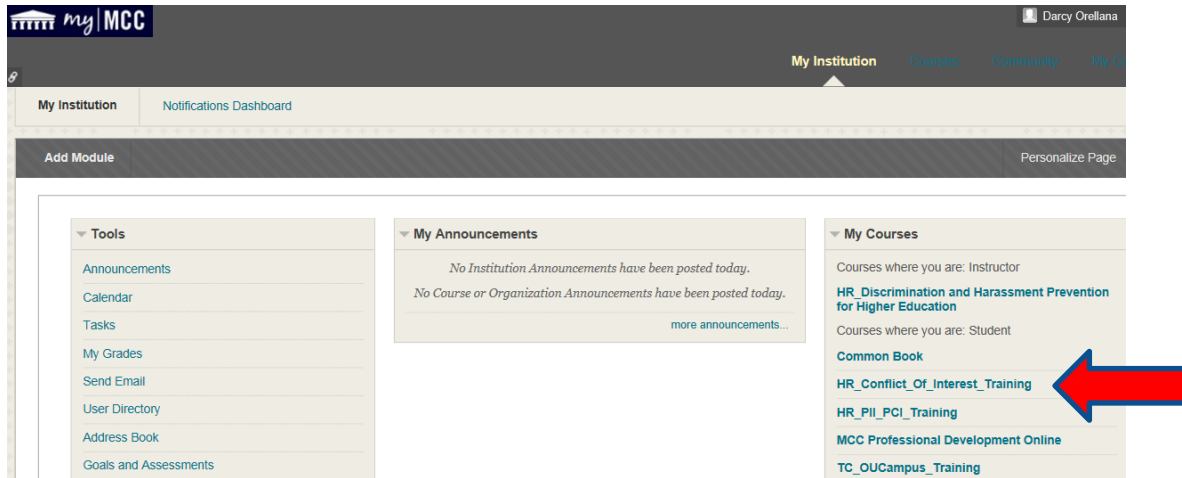 my|MCC
Darcy Orellana
My Institution
Courses
Community
My Institution
Notifications Dashboard
Add Module
Personalize Page
Tools
Announcements
Calendar
Tasks
My Grades
Send Email
User Directory
Address Book
Goals and Assessments
My Announcements
No Institution Announcements have been posted today.
No Course or Organization Announcements have been posted today.
more announcements...
My Courses
Courses where you are: Instructor
HR_Discrimination and Harassment Prevention
for Higher Education
Courses where you are: Student
Common Book
HR_Conflict_Of_Interest_Training
HR_PII_PCI_Training
MCC Professional Development Online
TC_OUCampus_Training